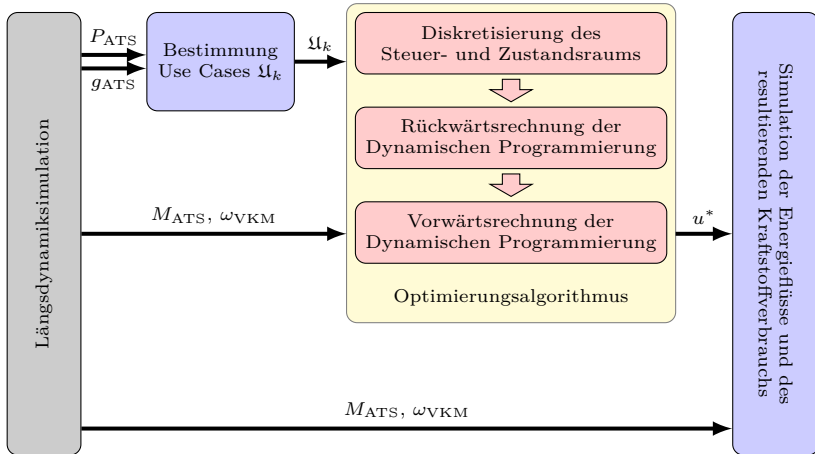 Längsdynamiksimulation
P_ATS
g_ATS
Bestimmung
Use Cases 𝔘_k
𝔘_k
Diskretisierung des
Steuer- und Zustandsraums
Rückwärtsrechnung der
Dynamischen Programmierung
M_ATS, ω_VKM
Vorwärtsrechnung der
Dynamischen Programmierung
Optimierungsalgorithmus
u*
Simulation der Energieflüsse und des
resultierenden Kraftstoffverbrauchs
M_ATS, ω_VKM